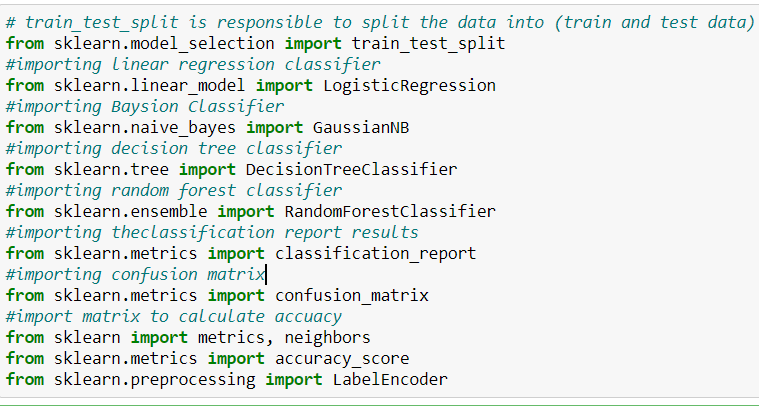 # train_test_split is responsible to split the data into (train and test data)
from sklearn.model_selection import train_test_split
#importing linear regression classifier
from sklearn.linear_model import LogisticRegression
#importing Baysion Classifier
from sklearn.naive_bayes import GaussianNB
#importing decision tree classifier
from sklearn.tree import DecisionTreeClassifier
#importing random forest classifier
from sklearn.ensemble import RandomForestClassifier
#importing theclassification report results
from sklearn.metrics import classification_report
#importing confusion matrix
from sklearn.metrics import confusion_matrix
#import matrix to calculate accuacy
from sklearn import metrics, neighbors
from sklearn.metrics import accuracy_score
from sklearn.preprocessing import LabelEncoder